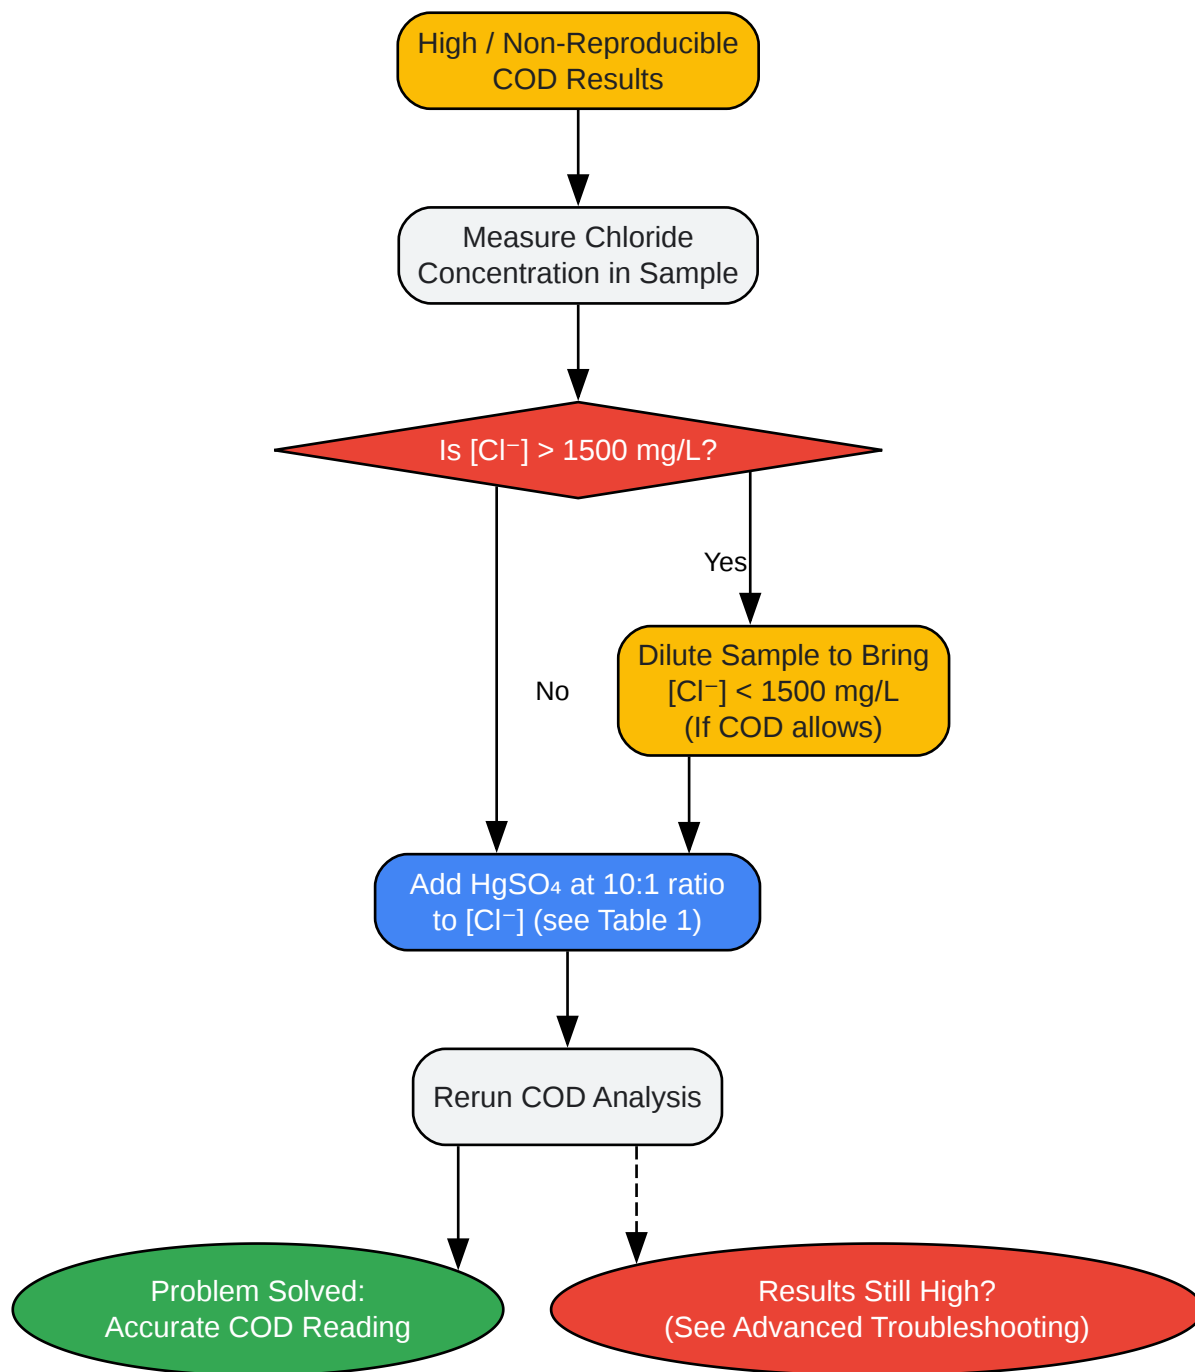 High / Non-Reproducible
COD Results
Measure Chloride
Concentration in Sample
Is [Cl⁻] > 1500 mg/L?
Yes
Dilute Sample to Bring
[Cl⁻] < 1500 mg/L
(If COD allows)
No
Add HgSO₄ at 10:1 ratio
to [Cl⁻] (see Table 1)
Rerun COD Analysis
Problem Solved:
Accurate COD Reading
Results Still High?
(See Advanced Troubleshooting)